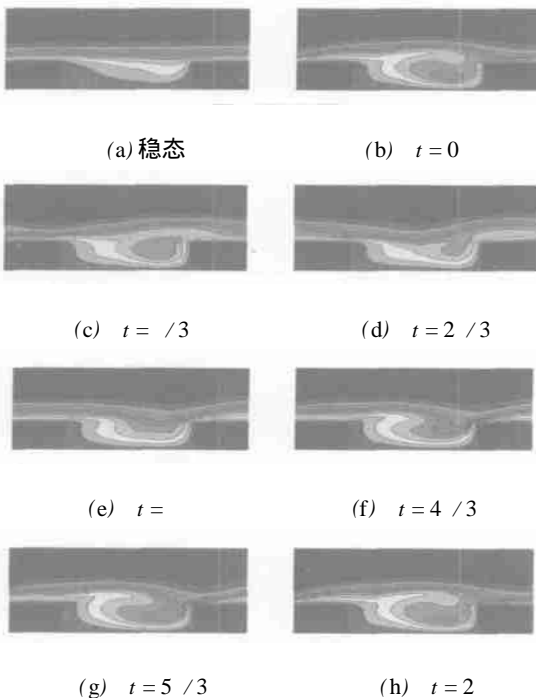 (a) 稳态
(b) t = 0
(c) t = /3
(d) t = 2 /3
(e) t =
(f) t = 4 /3
(g) t = 5 /3
(h) t = 2